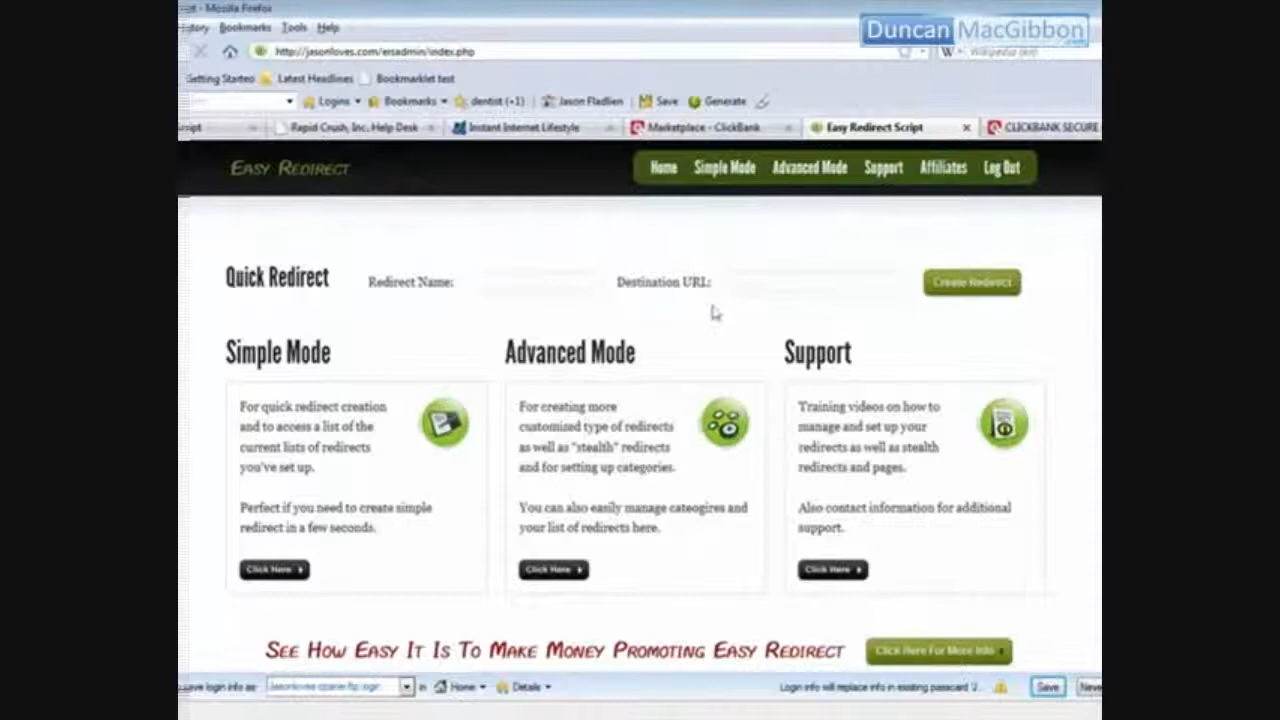 Mozilla Firefox
Bookmarks Tools Help
Duncan MacGibbon
http://jasonloves.com/ersadmin/index.php
Getting Started Latest Headlines Bookmarklet test
Logins Bookmarks dentist (+1) Jason Fladlien Save Generate
Rapid Crush, Inc. Help Desk Instant Internet Lifestyle Marketplace - ClickBank Easy Redirect Script CLICKBANK SECURE
EASY REDIRECT
Home Simple Mode Advanced Mode Support Affiliates Log Out
Quick Redirect Redirect Name: Destination URL: Create Redirect
Simple Mode
For quick redirect creation
and to access a list of the
current lists of redirects
you've set up.
Perfect if you need to create simple
redirect in a few seconds.
Click Here
Advanced Mode
For creating more
customized type of redirects
as well as "stealth" redirects
and for setting up categories.
You can also easily manage cateogires and
your list of redirects here.
Click Here
Support
Training videos on how to
manage and set up your
redirects as well as stealth
redirects and pages.
Also contact information for additional
support.
Click Here
SEE HOW EASY IT IS TO MAKE MONEY PROMOTING EASY REDIRECT Click Here For More Info
login info as: in Home Details Login info will replace info in existing passcard Save